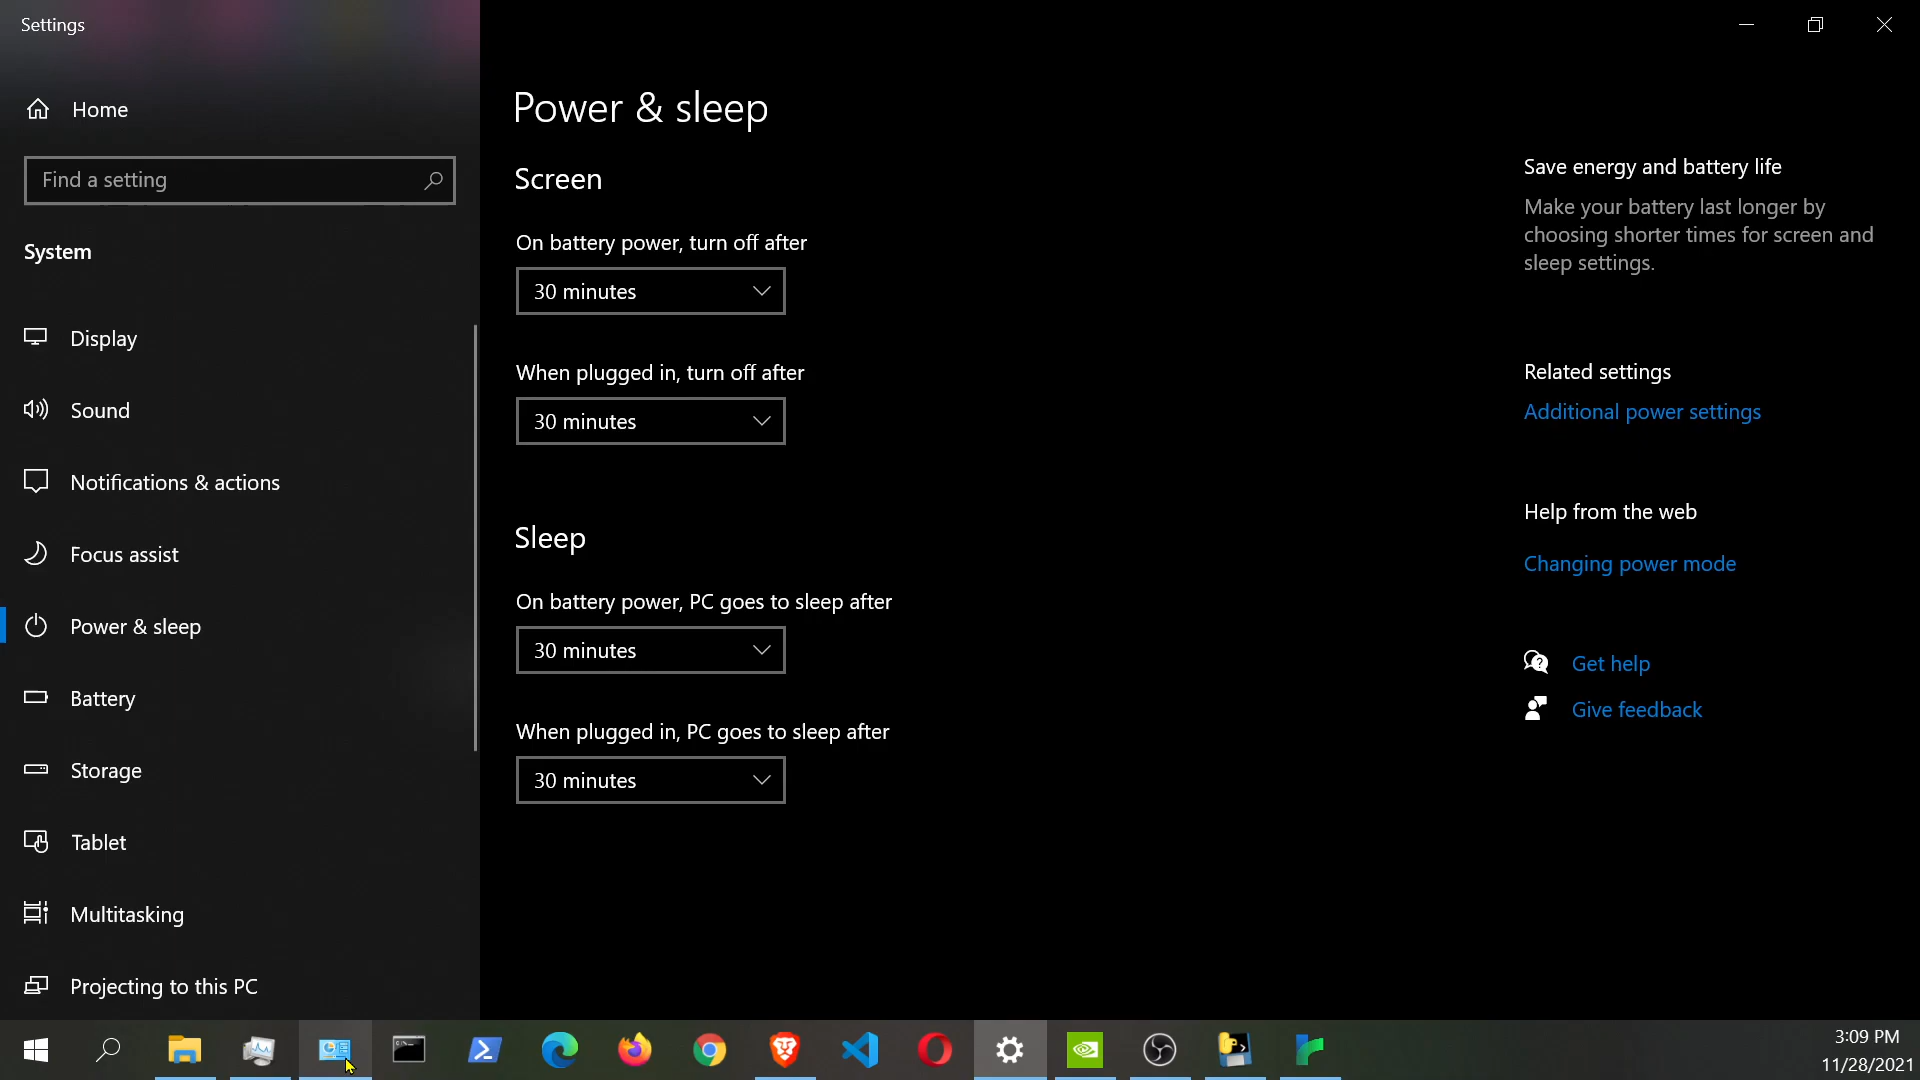 Settings
Home
Find a setting
System
Display
Sound
Notifications & actions
Focus assist
Power & sleep
Battery
Storage
Tablet
Multitasking
Projecting to this PC
Power & sleep
Screen
On battery power, turn off after
30 minutes
When plugged in, turn off after
30 minutes
Sleep
On battery power, PC goes to sleep after
30 minutes
When plugged in, PC goes to sleep after
30 minutes
Save energy and battery life
Make your battery last longer by
choosing shorter times for screen and
sleep settings.
Related settings
Additional power settings
Help from the web
Changing power mode
Get help
Give feedback
3:09 PM
11/28/2021